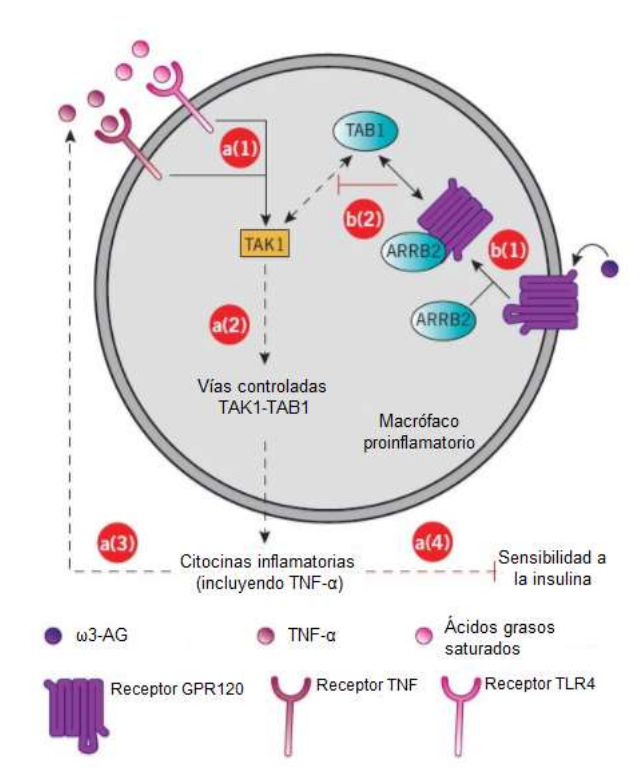 a(1)
TAB1
TAK1
b(2)
ARRB2
b(1)
ARRB2
a(2)
Vías controladas
TAK1-TAB1
Macrófaco
proinflamatorio
a(3)
Citocinas inflamatorias
(incluyendo TNF-α)
a(4)
Sensibilidad a
la insulina
ω3-AG
TNF-α
Ácidos grasos
saturados
Receptor GPR120
Receptor TNF
Receptor TLR4